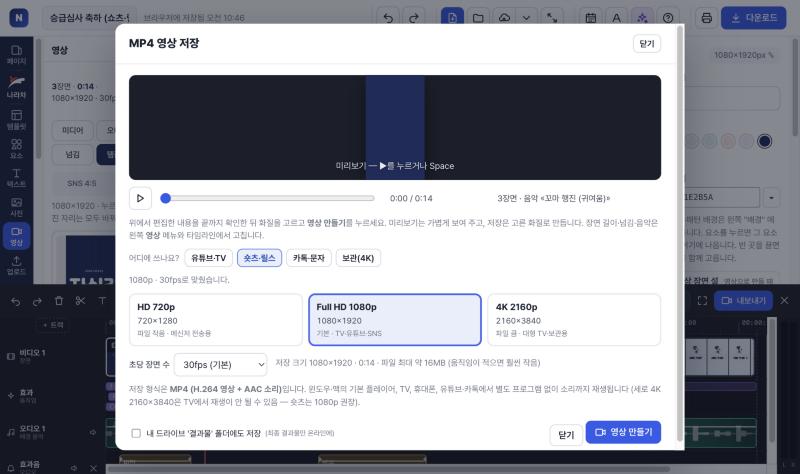 N
승급심사 축하 (쇼츠·
브라우저에 저장됨 오전 10:46
다운로드
페이지
나라차
템플릿
요소
텍스트
사진
영상
업로드
영상
3장면 · 0:14 ·
1080×1920 · 30fp
미디어
넘김
SNS 4:5
1080×1920
진 자리는 모두 바꾸
+ 트랙
MP4 영상 저장
닫기
미리보기 — ▶를 누르거나 Space
0:00 / 0:14
3장면 · 음악 «꼬마 행진 (귀여움)»
위에서 편집한 내용을 끝까지 확인한 뒤 화질을 고르고 영상 만들기를 누르세요. 미리보기는 가볍게 보여 주고, 저장은 고른 화질로 만듭니다. 장면 길이·넘김·음악은
왼쪽 영상 메뉴와 타임라인에서 고칩니다.
어디에 쓰나요?
유튜브·TV
숏츠·릴스
카톡·문자
보관(4K)
1080p · 30fps로 맞췄습니다.
HD 720p
720×1280
파일 작음 · 메신저 전송용
Full HD 1080p
1080×1920
기본 · TV·유튜브·SNS
4K 2160p
2160×3840
파일 큼 · 대형 TV·보관용
초당 장면 수
30fps (기본)
저장 크기 1080×1920 · 0:14 · 파일 최대 약 16MB (움직임이 적으면 훨씬 작음)
저장 형식은 MP4 (H.264 영상 + AAC 소리)입니다. 윈도우·맥의 기본 플레이어, TV, 휴대폰, 유튜브·카톡에서 별도 프로그램 없이 소리까지 재생됩니다 (세로 4K
2160×3840은 TV에서 재생이 안 될 수 있음 — 숏츠는 1080p 권장).
내 드라이브 '결과물' 폴더에도 저장 (최종 결과물만 온라인에)
닫기
영상 만들기
1080×1920px
1E2B5A
내보내기
00:00:
비디오 1
장면
효과
움직임
오디오 1
배경 음악
효과음